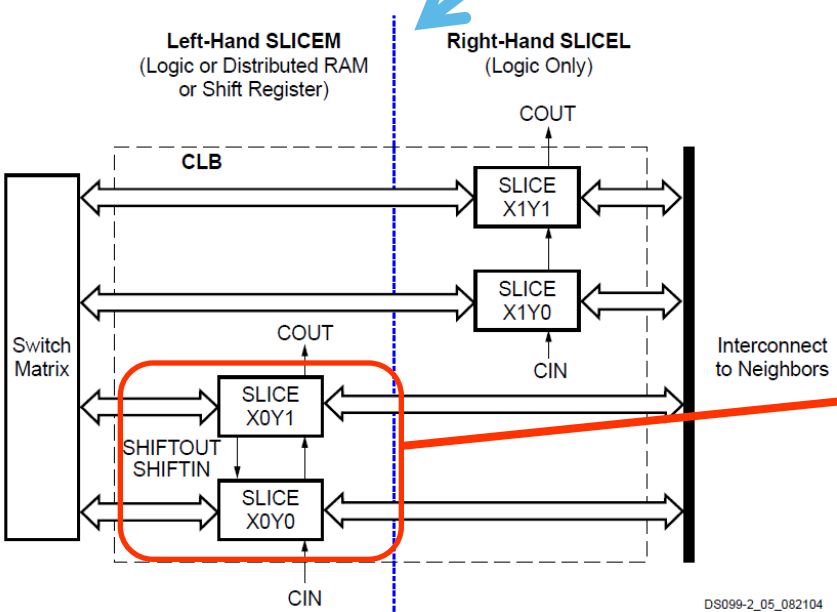 Left-Hand SLICEM
(Logic or Distributed RAM
or Shift Register)
Right-Hand SLICEL
(Logic Only)
COUT
CLB
SLICE
X1Y1
SLICE
X1Y0
COUT
CIN
Switch
Matrix
Interconnect
to Neighbors
SLICE
X0Y1
SHIFTOUT
SHIFTIN
SLICE
X0Y0
CIN
DS099-2_05_082104